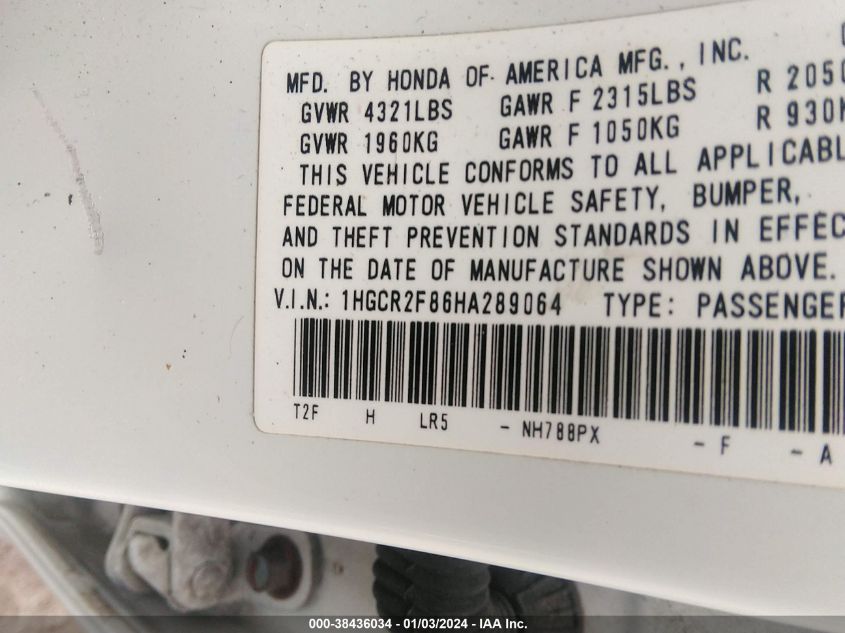 MFD. BY HONDA OF AMERICA MFG., INC.
GVWR 4321LBS GAWR F 2315LBS R 2050
GVWR 1960KG GAWR F 1050KG R 930K
THIS VEHICLE CONFORMS TO ALL APPLICABL
FEDERAL MOTOR VEHICLE SAFETY, BUMPER,
AND THEFT PREVENTION STANDARDS IN EFFEC
ON THE DATE OF MANUFACTURE SHOWN ABOVE.
V.I.N.: 1HGCR2F86HA289064 TYPE: PASSENGER
T2F H LR5 - NH788PX - F - A
000-38436034 - 01/03/2024 - IAA Inc.